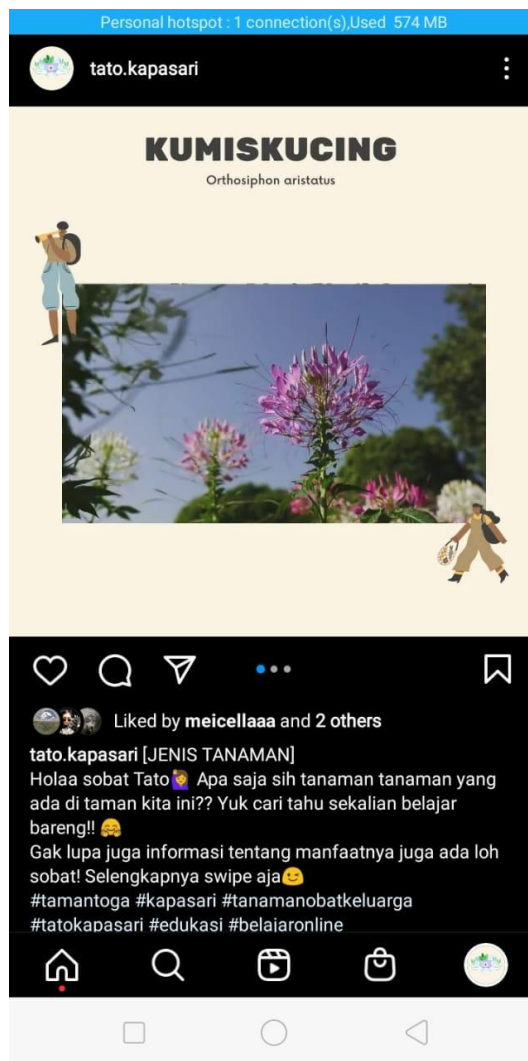 Personal hotspot : 1 connection(s),Used 574 MB
tato.kapasari
KUMISKUCING
Orthosiphon aristatus
Liked by meicellaaa and 2 others
tato.kapasari [JENIS TANAMAN]
Holaa sobat Tato🙋 Apa saja sih tanaman tanaman yang
ada di taman kita ini?? Yuk cari tahu sekalian belajar
bareng!! 🤗
Gak lupa juga informasi tentang manfaatnya juga ada loh
sobat! Selengkapnya swipe aja😉
#tamantoga #kapasari #tanamanobatkeluarga
#tatokapasari #edukasi #belajaronline